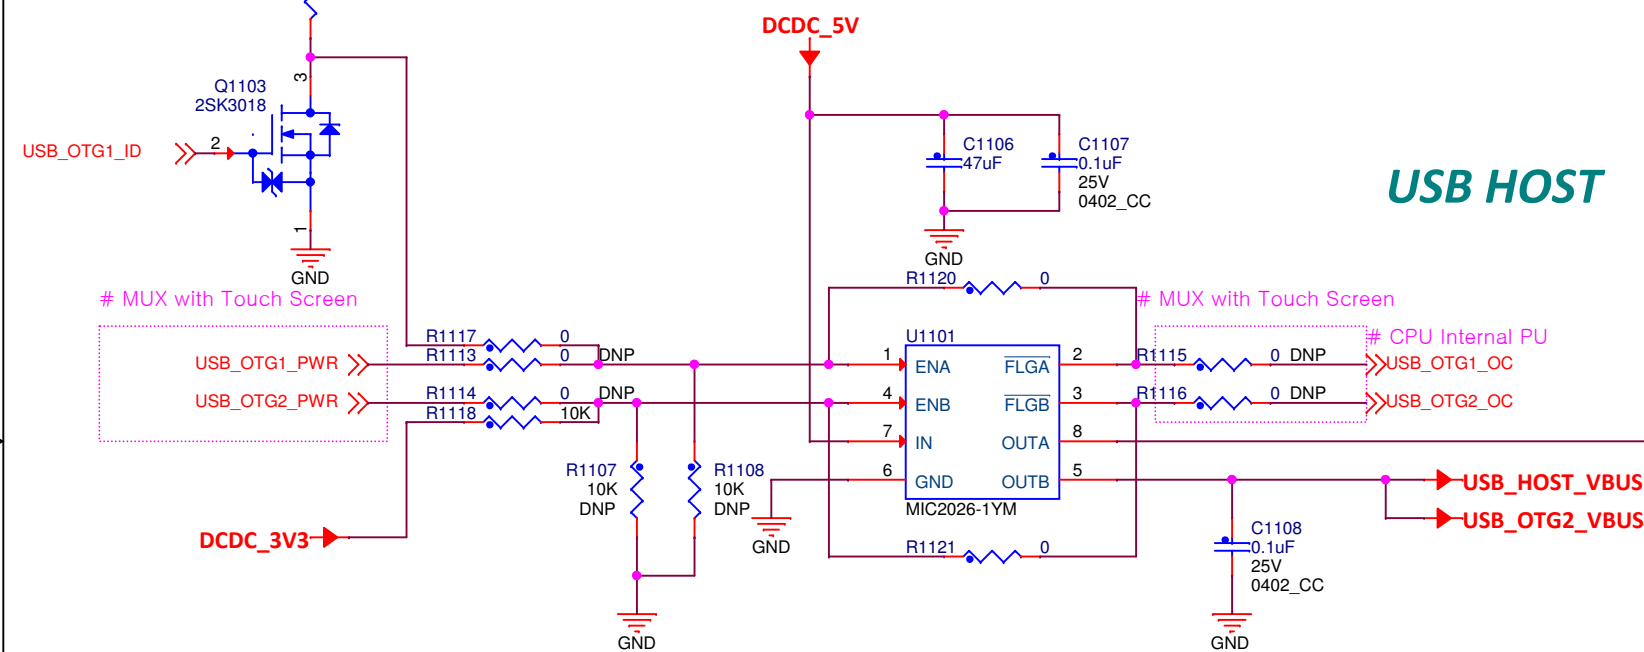 DCDC_5V
3
Q1103
2SK3018
USB_OTG1_ID
2
1
GND
C1106
47uF
C1107
0.1uF
25V
0402_CC
GND
USB HOST
# MUX with Touch Screen
R1120 0
# MUX with Touch Screen
# CPU Internal PU
R1117 0
USB_OTG1_PWR R1113 0 DNP
USB_OTG2_PWR R1114 0 DNP
R1118 10K
U1101
1 ENA FLGA 2 R1115 0 DNP USB_OTG1_OC
4 ENB FLGB 3 R1116 0 DNP USB_OTG2_OC
7 IN OUTA 8
6 GND OUTB 5
MIC2026-1YM
USB_HOST_VBUS
USB_OTG2_VBUS
R1107
10K
DNP
R1108
10K
DNP
GND
DCDC_3V3
R1121 0
C1108
0.1uF
25V
0402_CC
GND
GND